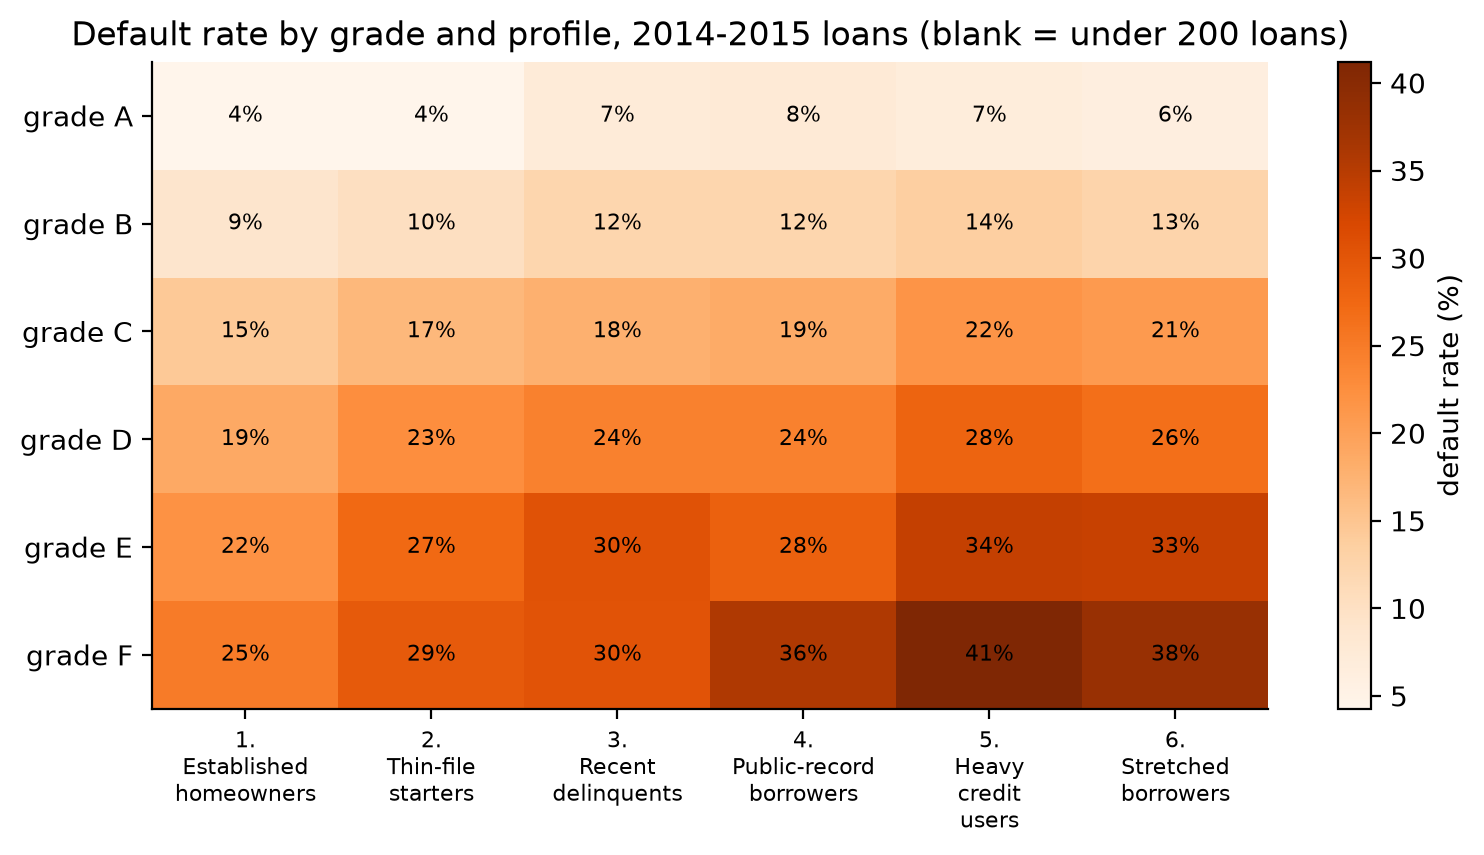 Default rate by grade and profile, 2014-2015 loans (blank = under 200 loans)
grade A 4% 4% 7% 8% 7% 6%
grade B 9% 10% 12% 12% 14% 13%
grade C 15% 17% 18% 19% 22% 21%
grade D 19% 23% 24% 24% 28% 26%
grade E 22% 27% 30% 28% 34% 33%
grade F 25% 29% 30% 36% 41% 38%
1. 2. 3. 4. 5. 6.
Established Thin-file Recent Public-record Heavy Stretched
homeowners starters delinquents borrowers credit borrowers
users
40
35
30
25
20
15
10
5
default rate (%)